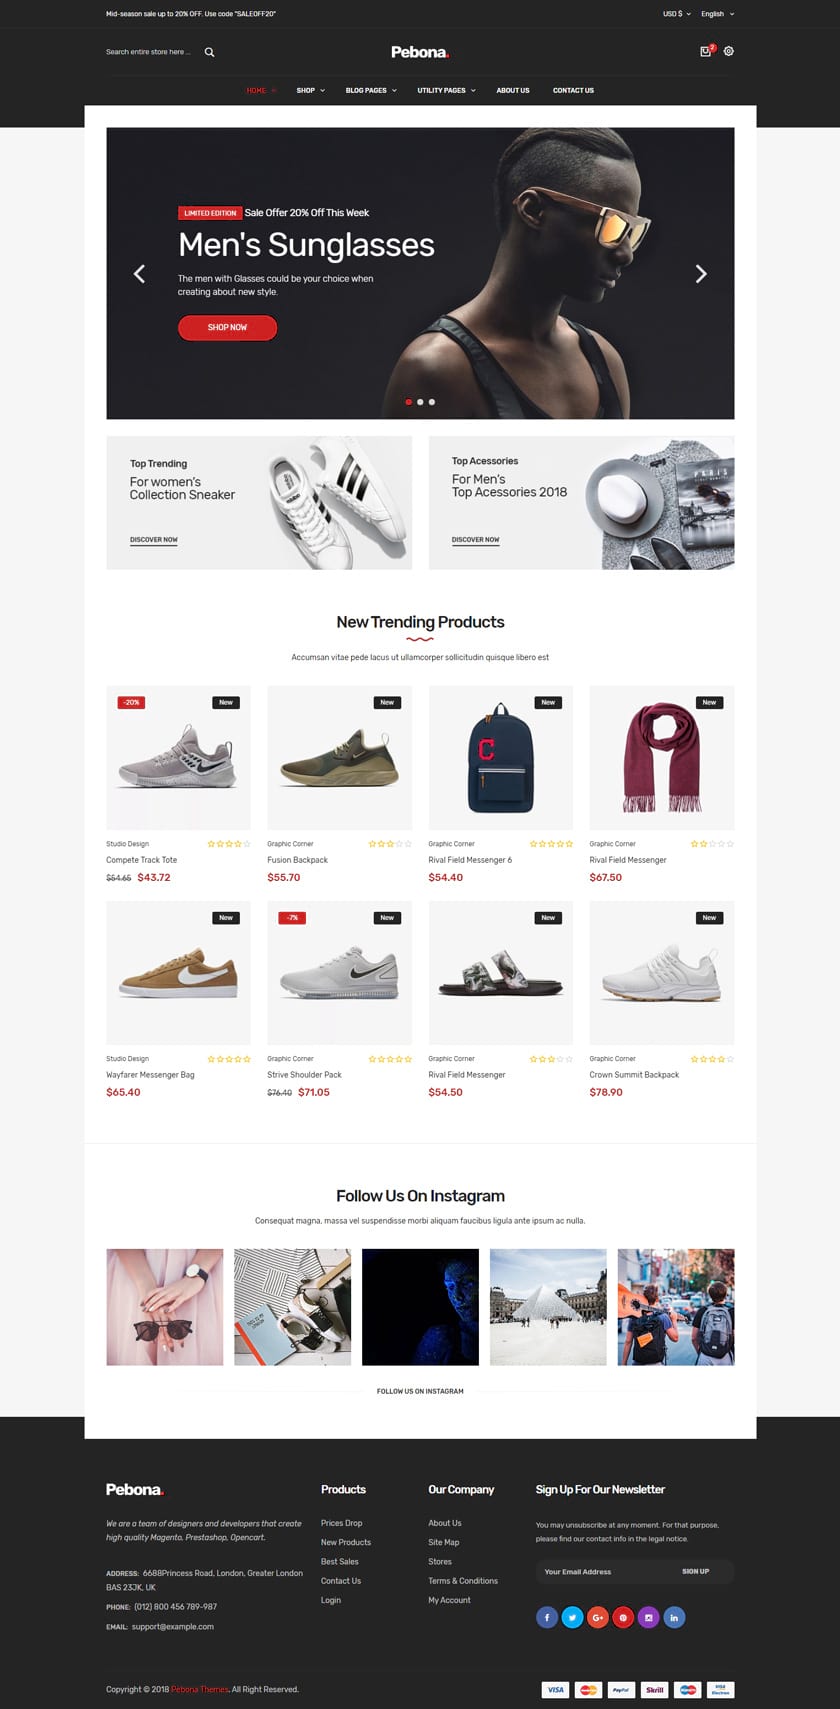 Mid-season sale up to 20% OFF. Use code "SALEOFF20"
USD $
English
Search entire store here ...
Pebona.
2
HOME
SHOP
BLOG PAGES
UTILITY PAGES
ABOUT US
CONTACT US
LIMITED EDITION Sale Offer 20% Off This Week
Men's Sunglasses
The men with Glasses could be your choice when
creating about new style.
SHOP NOW
Top Trending
For women's
Collection Sneaker
DISCOVER NOW
Top Acessories
For Men's
Top Acessories 2018
DISCOVER NOW
PARIS
New Trending Products
Accumsan vitae pede lacus ut ullamcorper sollicitudin quisque libero est
-20%
New
New
New
C
New
Studio Design
Compete Track Tote
$54.65 $43.72
Graphic Corner
Fusion Backpack
$55.70
Graphic Corner
Rival Field Messenger 6
$54.40
Graphic Corner
Rival Field Messenger
$67.50
New
-7%
New
New
New
Studio Design
Wayfarer Messenger Bag
$65.40
Graphic Corner
Strive Shoulder Pack
$76.40 $71.05
Graphic Corner
Rival Field Messenger
$54.50
Graphic Corner
Crown Summit Backpack
$78.90
Follow Us On Instagram
Consequat magna, massa vel suspendisse morbi aliquam faucibus ligula ante ipsum ac nulla.
FOLLOW US ON INSTAGRAM
Pebona.
We are a team of designers and developers that create
high quality Magento, Prestashop, Opencart.
ADDRESS: 6688Princess Road, London, Greater London
BAS 23JK, UK
PHONE: (012) 800 456 789-987
EMAIL: support@example.com
Products
Prices Drop
New Products
Best Sales
Contact Us
Login
Our Company
About Us
Site Map
Stores
Terms & Conditions
My Account
Sign Up For Our Newsletter
You may unsubscribe at any moment. For that purpose,
please find our contact info in the legal notice.
Your Email Address
SIGN UP
Copyright © 2018 Pebona Themes. All Right Reserved.
VISA
PayPal
Skrill
VISA
Electron